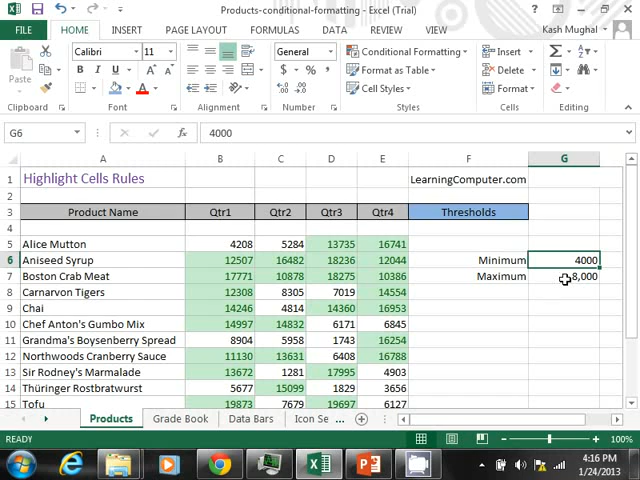 Products-conditional-formatting - Excel (Trial)
FILE HOME INSERT PAGE LAYOUT FORMULAS DATA REVIEW VIEW Kash Mughal
Paste
Calibri 11
General
Conditional Formatting
Format as Table
Cell Styles
Insert
Delete
Format
Clipboard Font Alignment Number Styles Cells Editing
G6 fx 4000
A B C D E F G
1 Highlight Cells Rules LearningComputer.com
2
3 Product Name Qtr1 Qtr2 Qtr3 Qtr4 Thresholds
4
5 Alice Mutton 4208 5284 13735 16741
6 Aniseed Syrup 12507 16482 18236 12044 Minimum 4000
7 Boston Crab Meat 17771 10878 18275 10386 Maximum 8,000
8 Carnarvon Tigers 12308 8305 7019 14554
9 Chai 14246 4814 14360 16953
10 Chef Anton's Gumbo Mix 14997 14832 6171 6845
11 Grandma's Boysenberry Spread 8904 5958 1743 16254
12 Northwoods Cranberry Sauce 11130 13631 6408 16788
13 Sir Rodney's Marmalade 13672 1281 17995 4903
14 Thüringer Rostbratwurst 5677 15099 1829 3656
15 Tofu 19873 7679 19697 6127
Products Grade Book Data Bars Icon Se ...
READY 100%
4:16 PM
1/24/2013